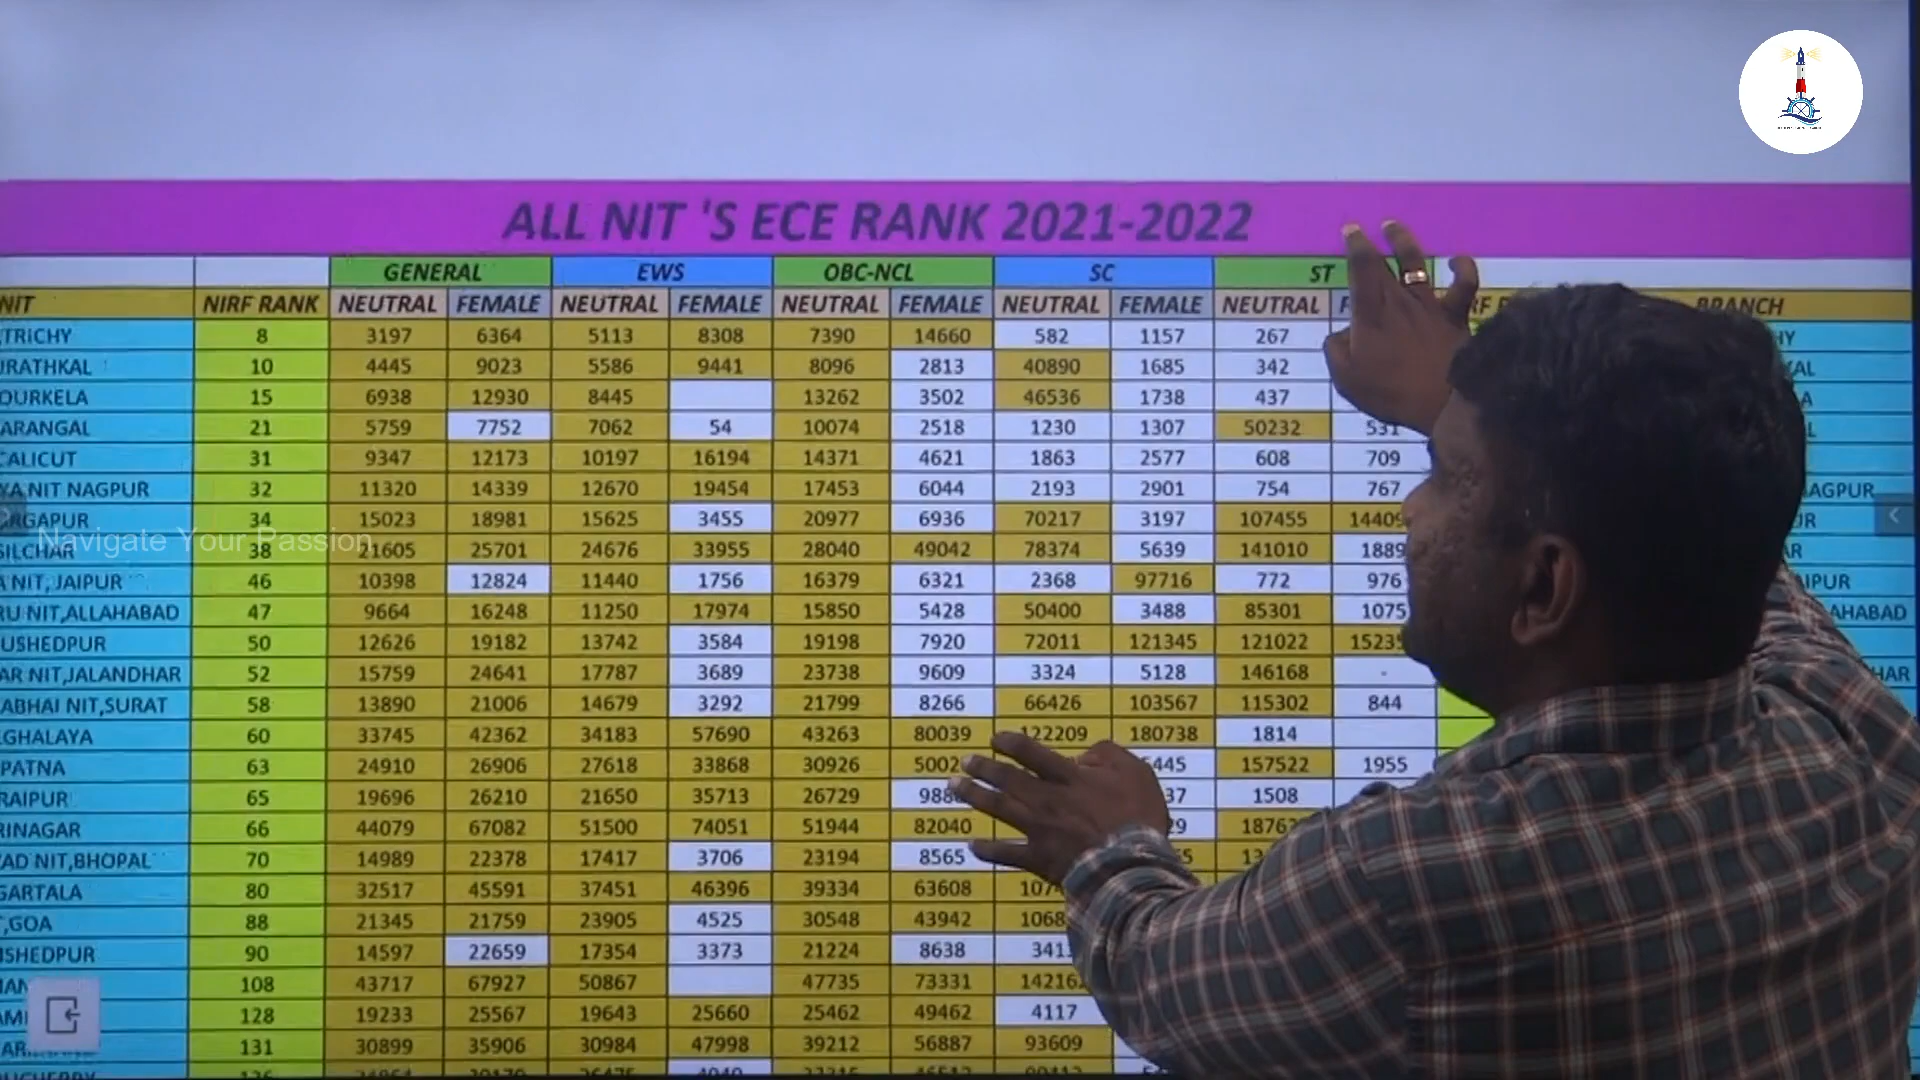 ALL NIT 'S ECE RANK 2021-2022
GENERAL EWS OBC-NCL SC ST
NIT NIRF RANK NEUTRAL FEMALE NEUTRAL FEMALE NEUTRAL FEMALE NEUTRAL FEMALE NEUTRAL BRANCH
TRICHY 8 3197 6364 5113 8308 7390 14660 582 1157 267 HY
URATHKAL 10 4445 9023 5586 9441 8096 2813 40890 1685 342 KAL
OURKELA 15 6938 12930 8445 13262 3502 46536 1738 437 A
ARANGAL 21 5759 7752 7062 54 10074 2518 1230 1307 50232 531 L
CALICUT 31 9347 12173 10197 16194 14371 4621 1863 2577 608 709
YA NIT NAGPUR 32 11320 14339 12670 19454 17453 6044 2193 2901 754 767 AGPUR
RGAPUR 34 15023 18981 15625 3455 20977 6936 70217 3197 107455 14409 UR
Navigate Your Passion
SILCHAR 38 21605 25701 24676 33955 28040 49042 78374 5639 141010 1889 AR
A NIT, JAIPUR 46 10398 12824 11440 1756 16379 6321 2368 97716 772 976 AIPUR
RU NIT,ALLAHABAD 47 9664 16248 11250 17974 15850 5428 50400 3488 85301 1075 AHABAD
USHEDPUR 50 12626 19182 13742 3584 19198 7920 72011 121345 121022 15235
AR NIT,JALANDHAR 52 15759 24641 17787 3689 23738 9609 3324 5128 146168 - HAR
ABHAI NIT,SURAT 58 13890 21006 14679 3292 21799 8266 66426 103567 115302 844
GHALAYA 60 33745 42362 34183 57690 43263 80039 122209 180738 1814
PATNA 63 24910 26906 27618 33868 30926 5002 445 157522 1955
RAIPUR 65 19696 26210 21650 35713 26729 988 37 1508
RINAGAR 66 44079 67082 51500 74051 51944 82040 29 1876
AD NIT,BHOPAL 70 14989 22378 17417 3706 23194 8565 5 13
GARTALA 80 32517 45591 37451 46396 39334 63608 107
,GOA 88 21345 21759 23905 4525 30548 43942 1068
ISHEDPUR 90 14597 22659 17354 3373 21224 8638 341
AN 108 43717 67927 50867 47735 73331 14216
AMI 128 19233 25567 19643 25660 25462 49462 4117
AR 131 30899 35906 30984 47998 39212 56887 93609